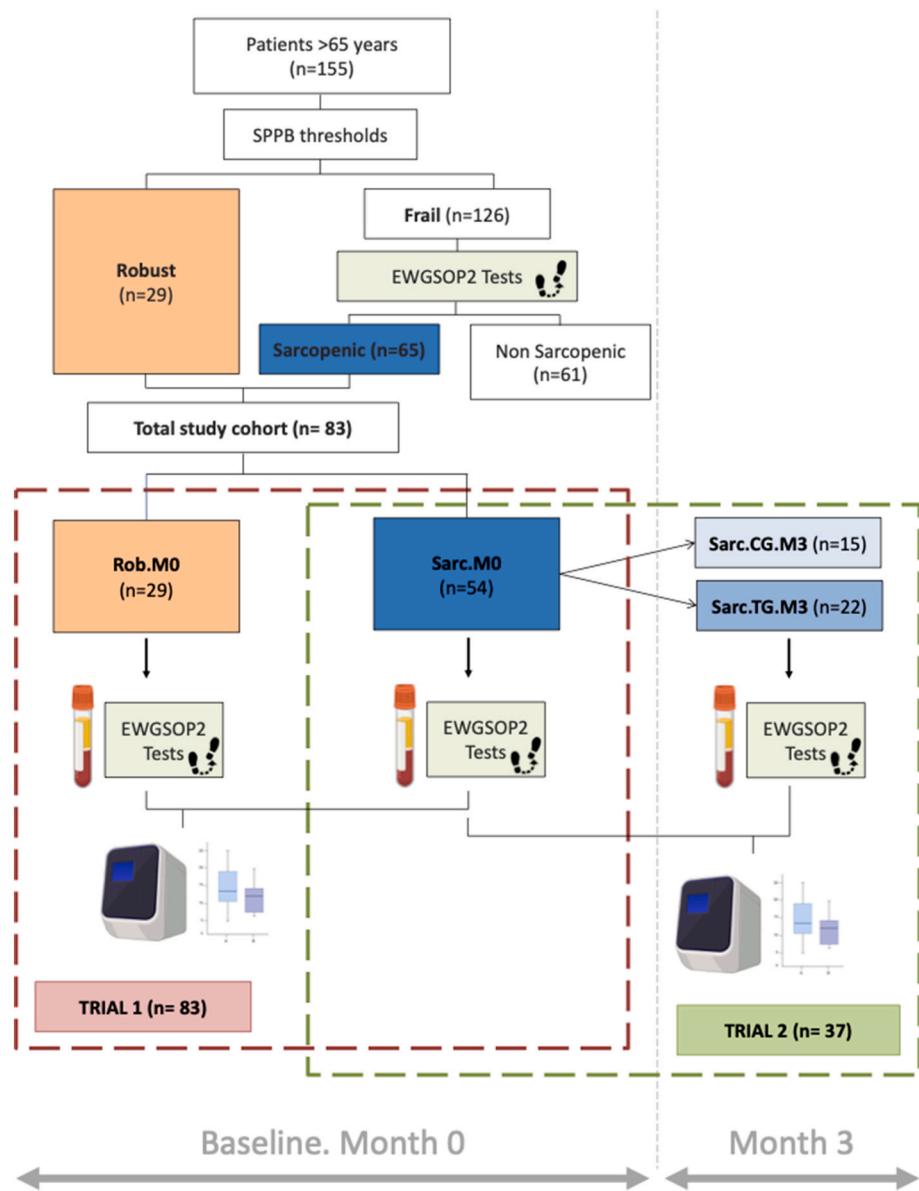 Patients >65 years
(n=155)
SPPB thresholds
Robust
(n=29)
Frail (n=126)
EWGSOP2 Tests
Sarcopenic (n=65)
Non Sarcopenic
(n=61)
Total study cohort (n= 83)
Rob.M0
(n=29)
Sarc.M0
(n=54)
Sarc.CG.M3 (n=15)
Sarc.TG.M3 (n=22)
EWGSOP2
Tests
EWGSOP2
Tests
EWGSOP2
Tests
TRIAL 1 (n= 83)
TRIAL 2 (n= 37)
Baseline. Month 0
Month 3